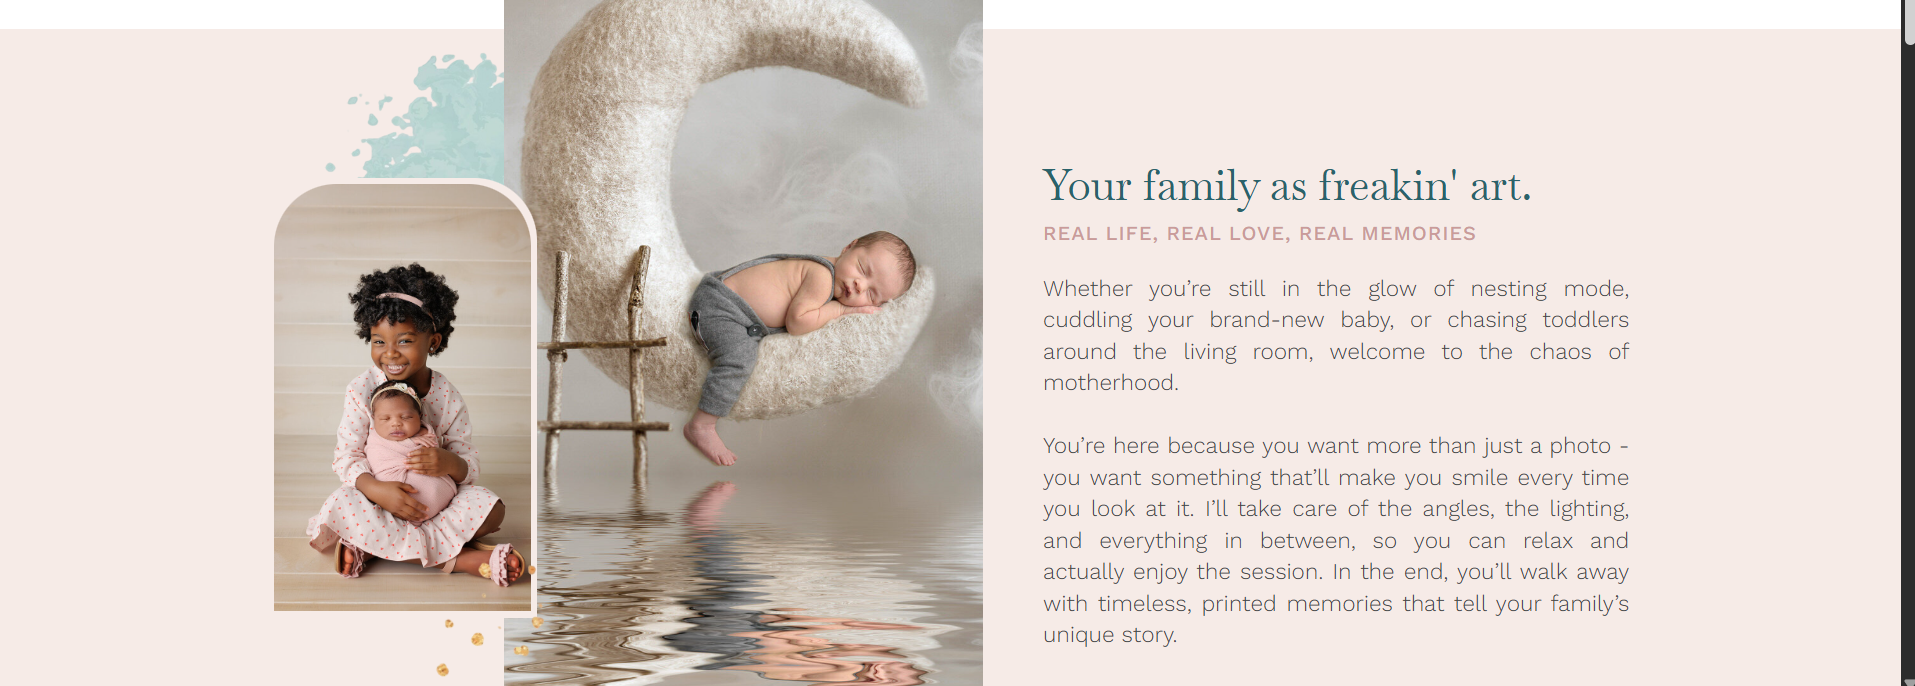 Your family as freakin' art.
REAL LIFE, REAL LOVE, REAL MEMORIES
Whether you’re still in the glow of nesting mode,
cuddling your brand-new baby, or chasing toddlers
around the living room, welcome to the chaos of
motherhood.
You’re here because you want more than just a photo -
you want something that’ll make you smile every time
you look at it. I’ll take care of the angles, the lighting,
and everything in between, so you can relax and
actually enjoy the session. In the end, you’ll walk away
with timeless, printed memories that tell your family’s
unique story.